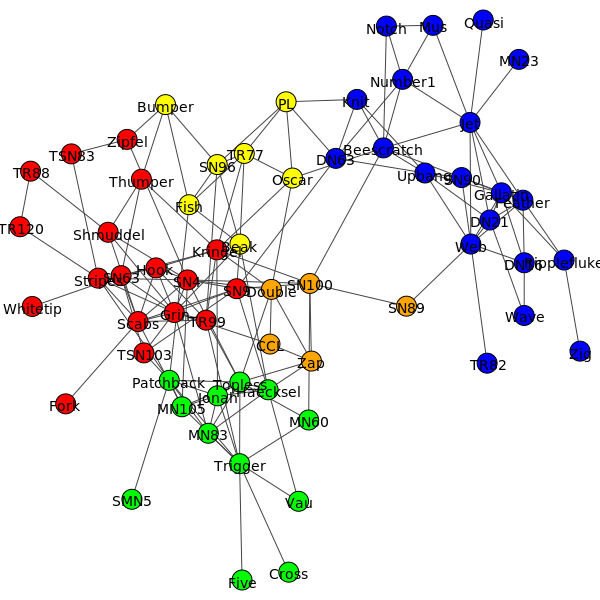 Quasi
Notch
Mus
MN23
Number1
PL
Knit
Bumper
Jet
Zipfel
Beescratch
TSN83
TR77
DN63
SN96
TR88
Thumper
Oscar
Upbang
SN90
Gallatin
Feather
Fish
DN21
TR120
Shmuddel
Kringel
Beak
Web
DN16
Ripplefluke
Hook
Stripes
SN63
SN4
SN9
Double
SN100
Whitetip
SN89
Scabs
Grin
TR99
Wave
CCL
TSN103
Zap
Zig
TR82
Patchback
Topless
Haecksel
Jonah
Fork
MN105
MN60
MN83
Trigger
SMN5
Vau
Cross
Five